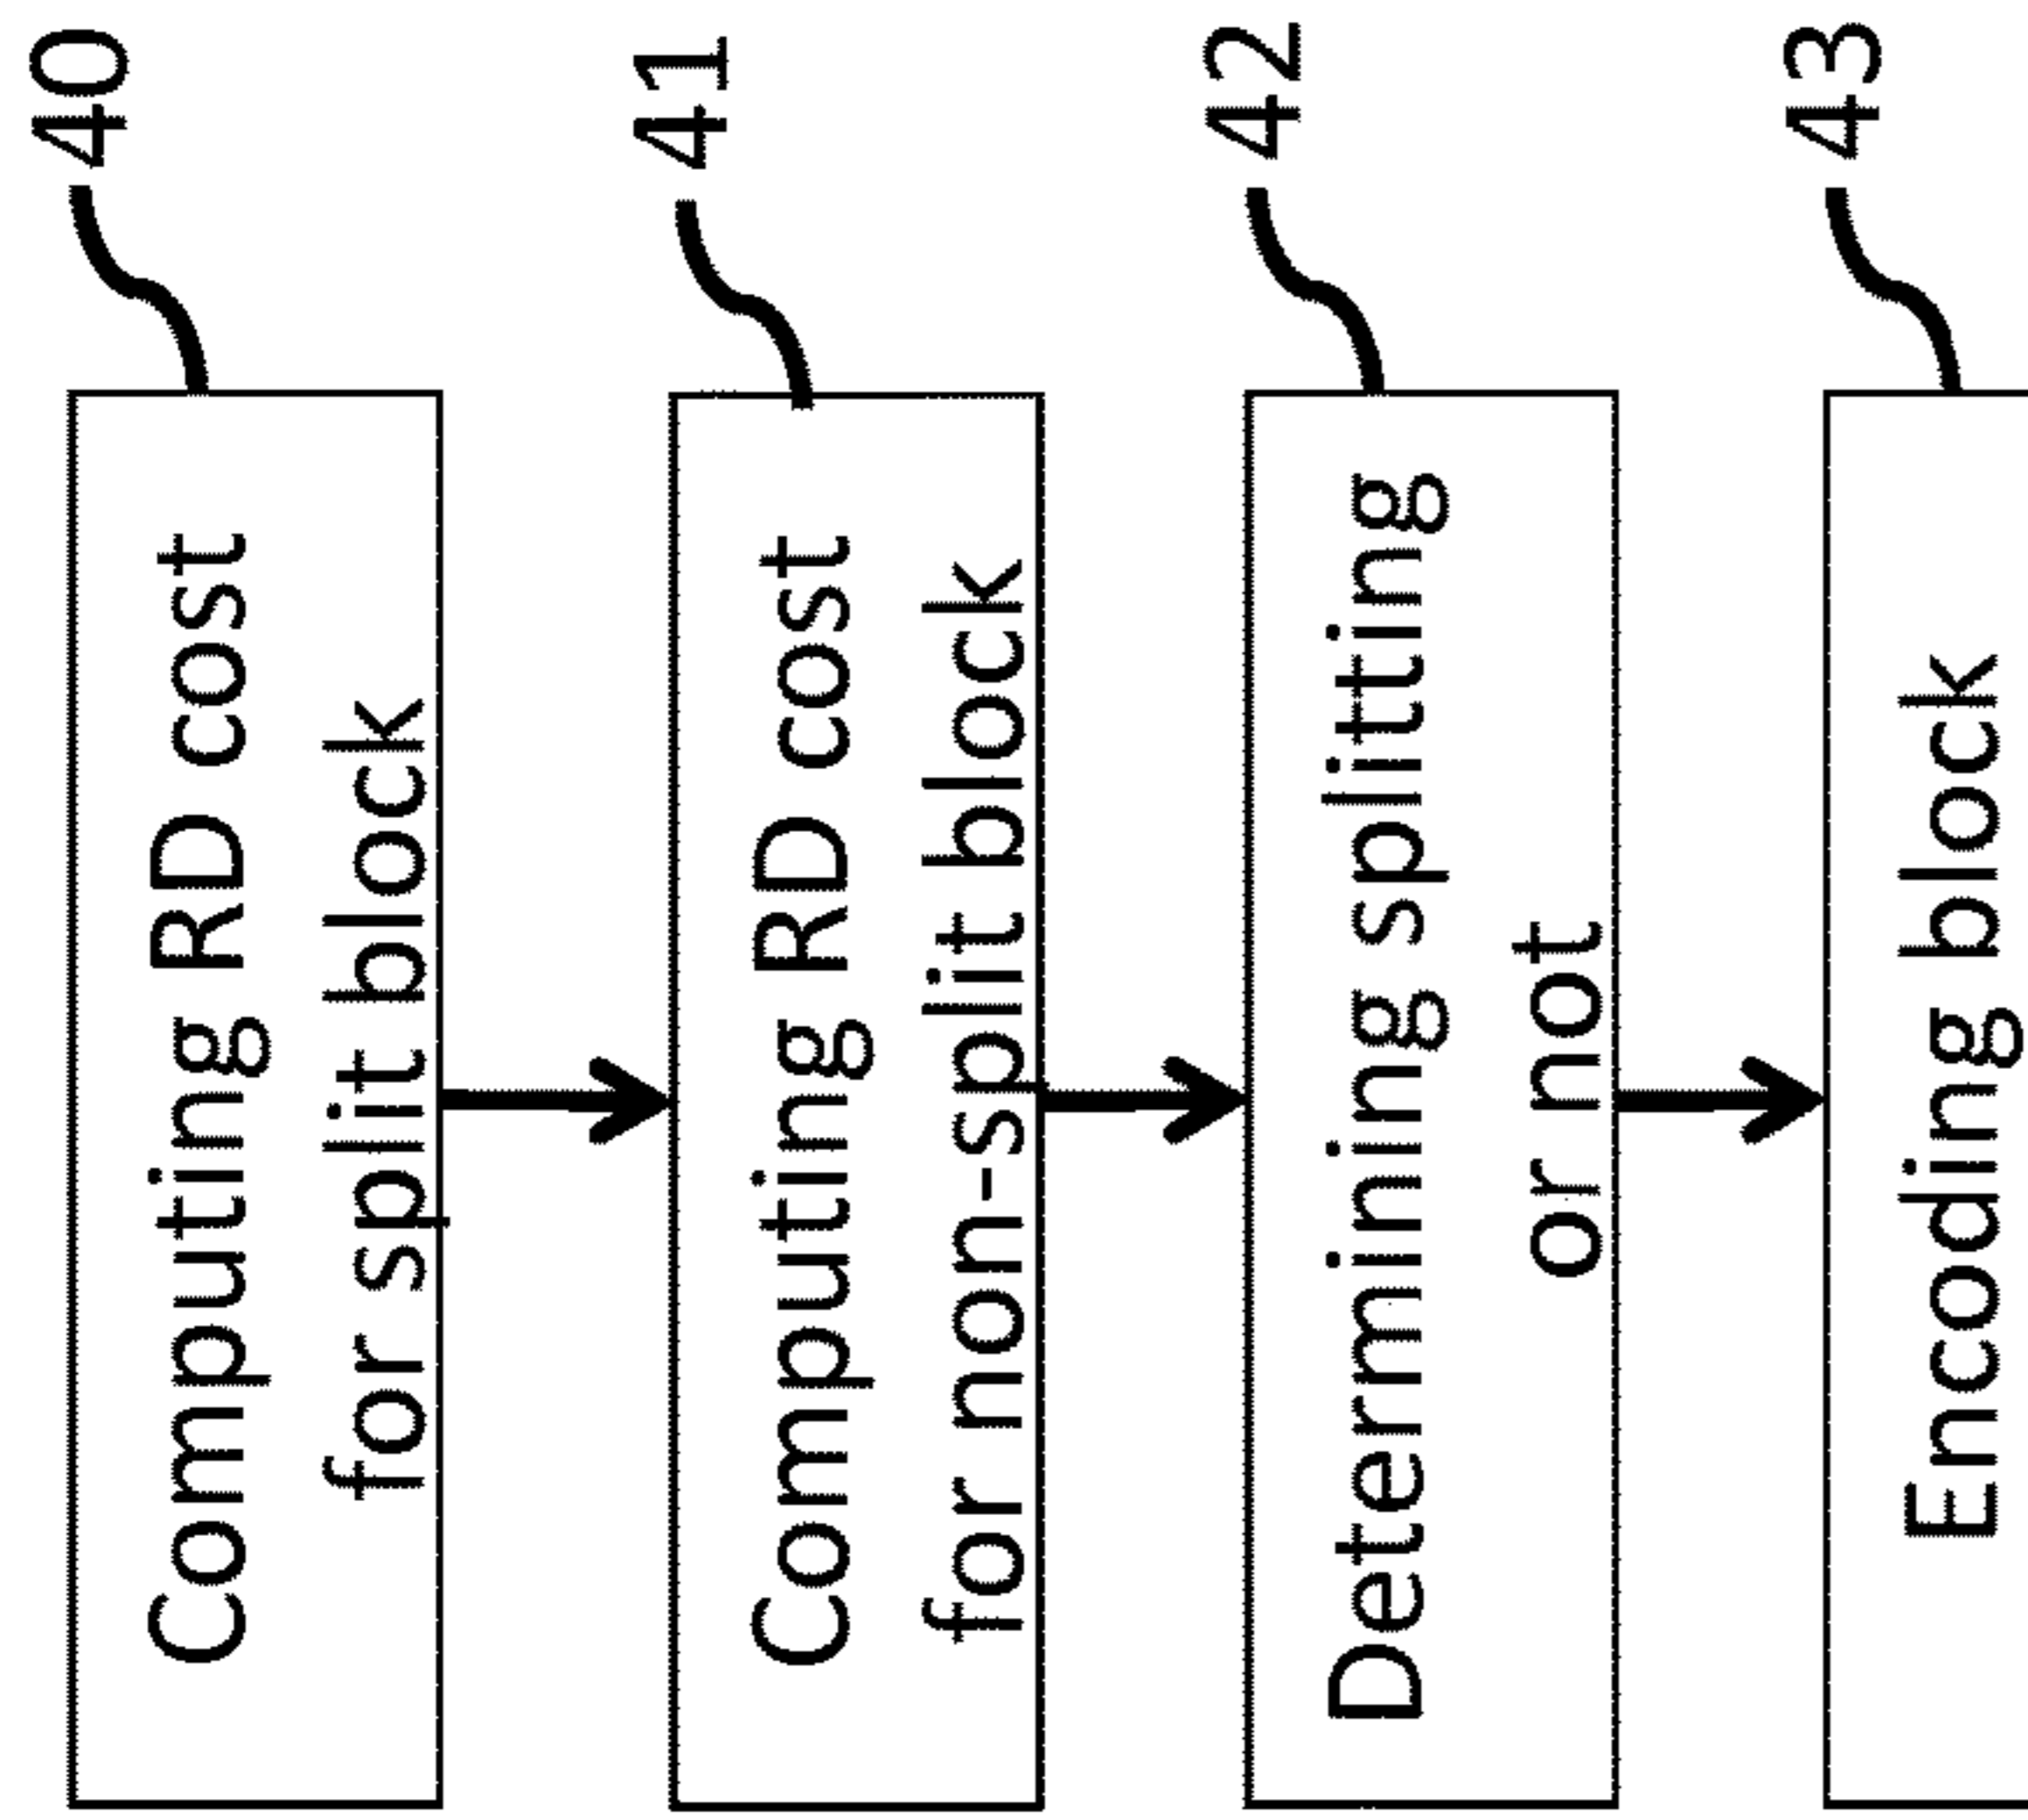 Computing RD cost
for split block
40
Computing RD cost
for non-split block
41
Determining splitting
or not
42
Encoding block
43